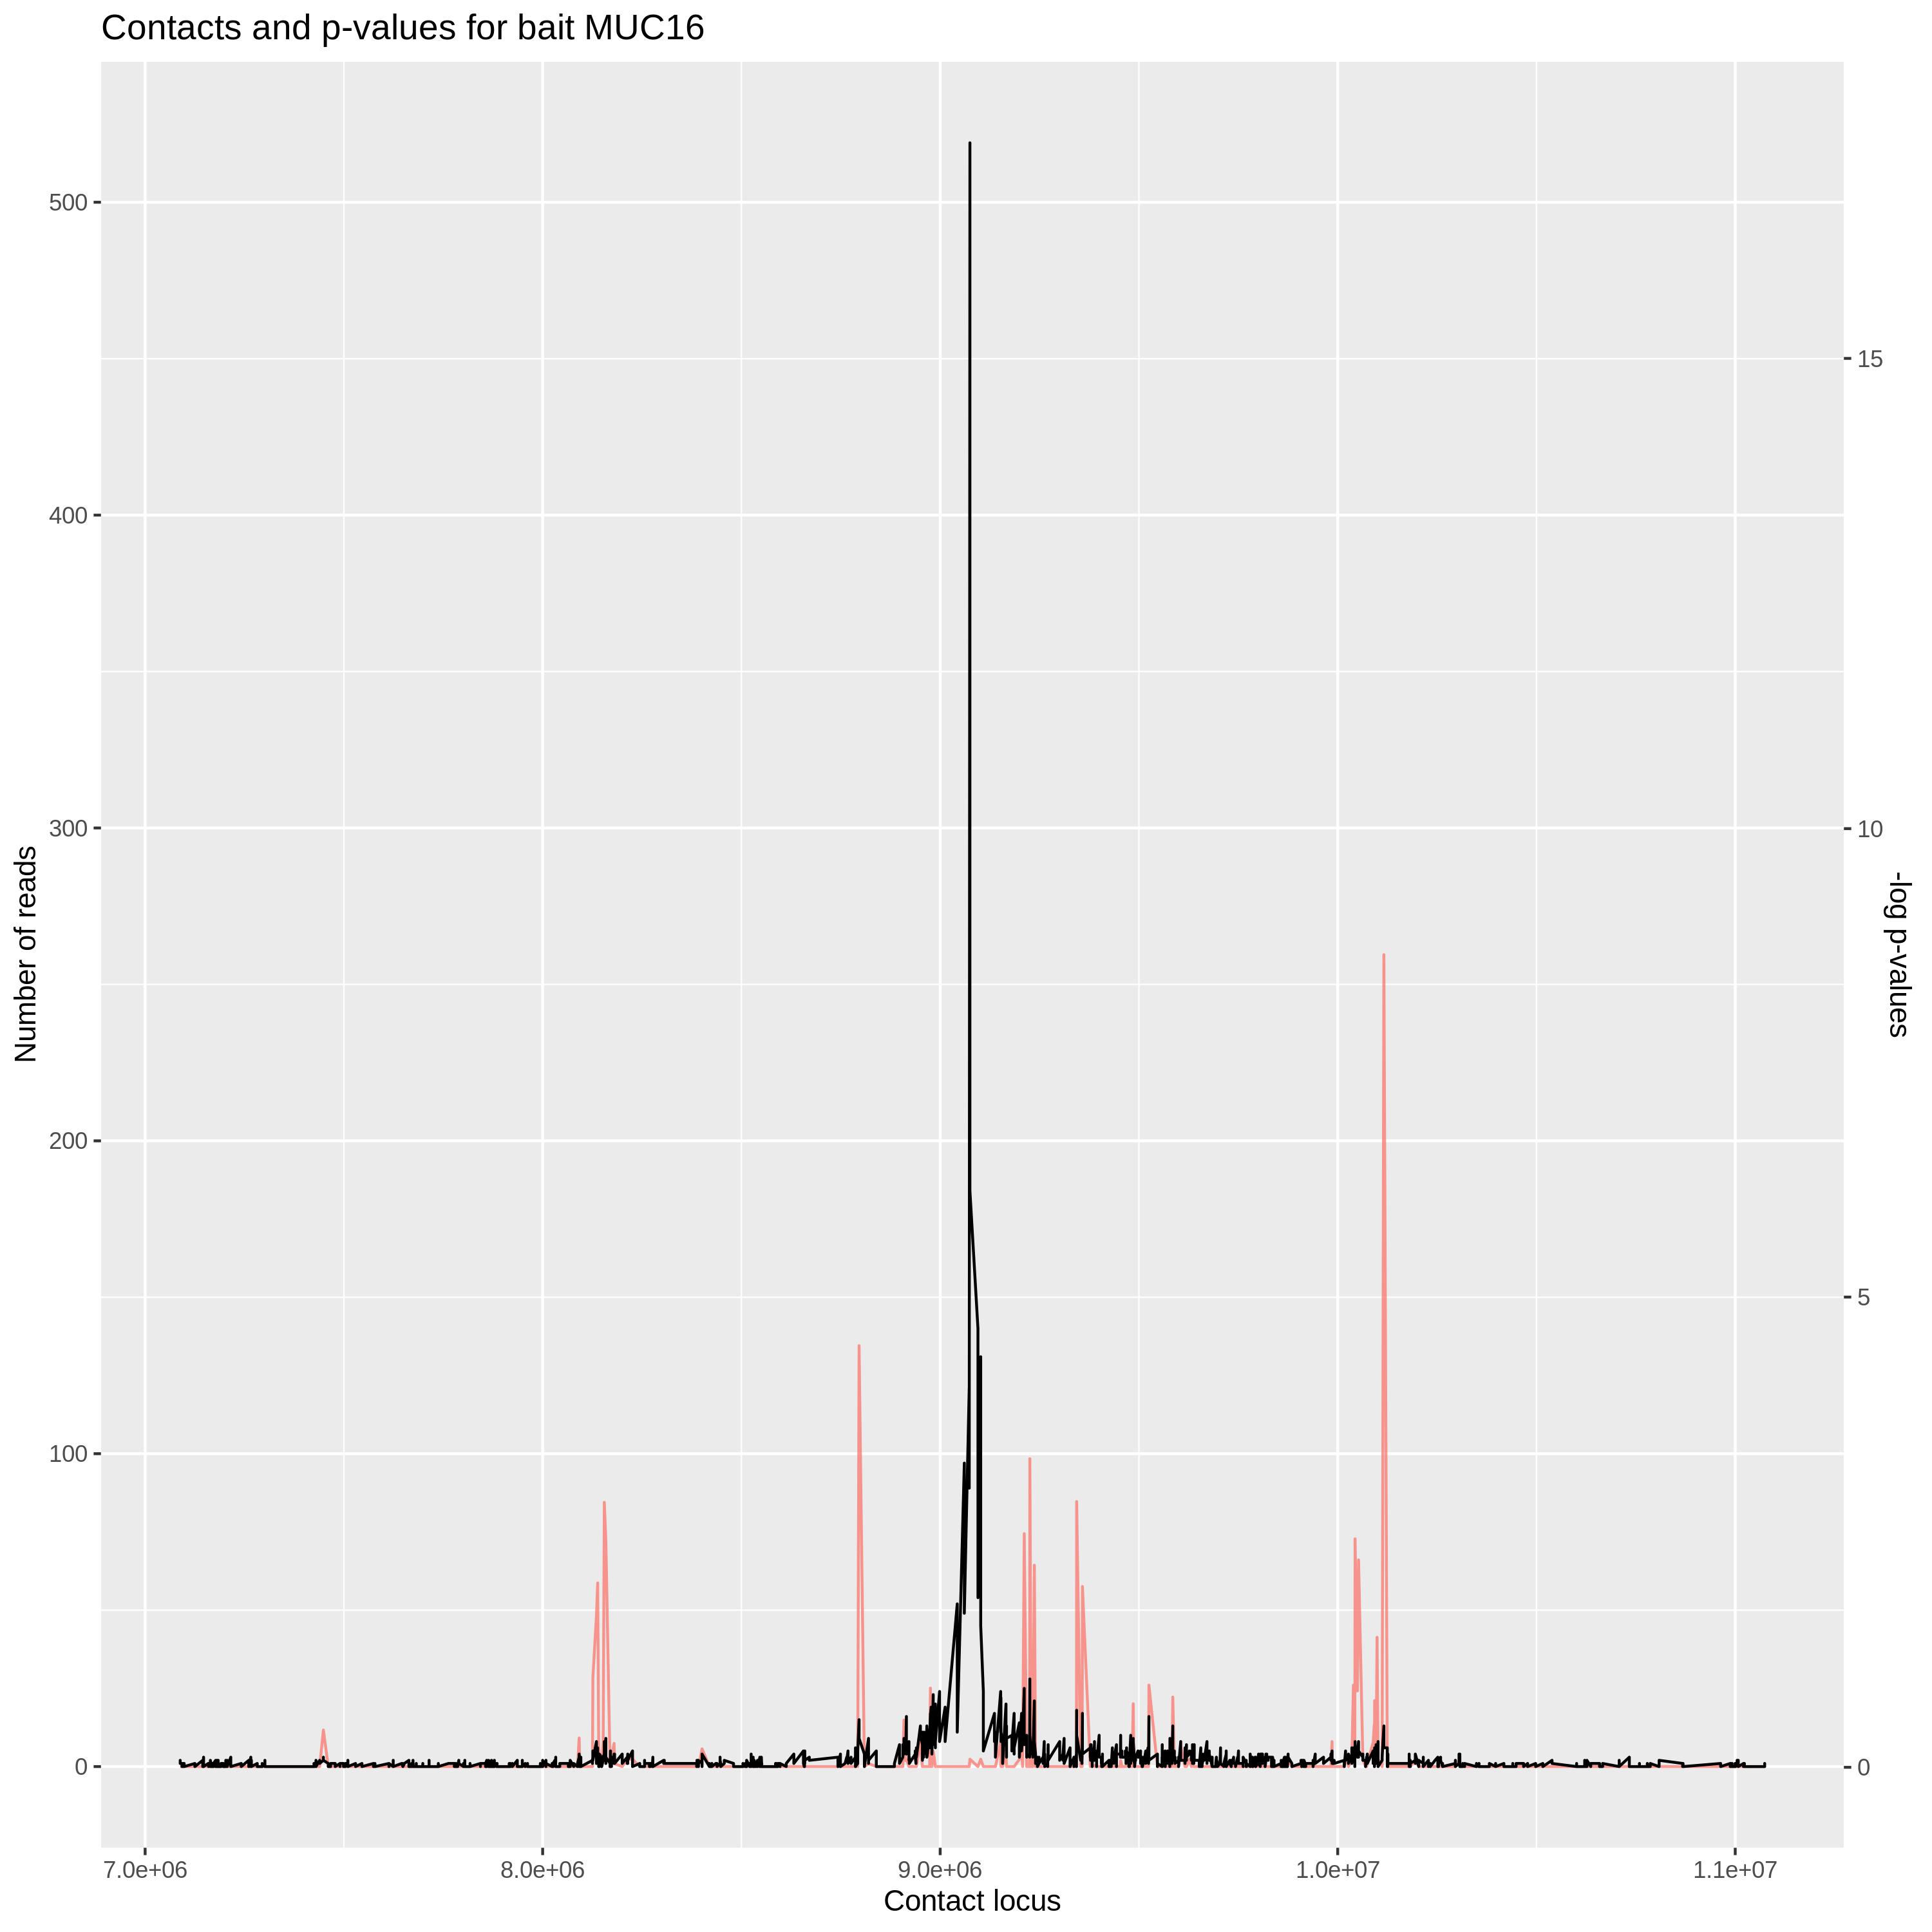 Contacts and p-values for bait MUC16
500
400
300
200
100
0
Number of reads
15
10
5
0
-log p-values
7.0e+06
8.0e+06
9.0e+06
1.0e+07
1.1e+07
Contact locus